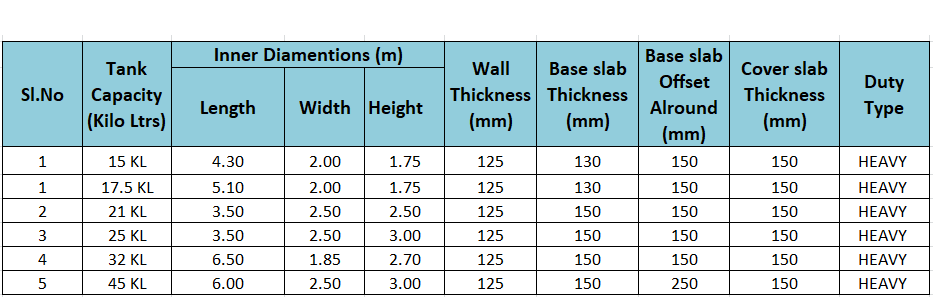 Sl.No Tank Capacity (Kilo Ltrs) Inner Diamentions (m) Wall Thickness (mm) Base slab Thickness (mm) Base slab Offset Alround (mm) Cover slab Thickness (mm) Duty Type
Length Width Height
1 15 KL 4.30 2.00 1.75 125 130 150 150 HEAVY
1 17.5 KL 5.10 2.00 1.75 125 130 150 150 HEAVY
2 21 KL 3.50 2.50 2.50 125 150 150 150 HEAVY
3 25 KL 3.50 2.50 3.00 125 150 150 150 HEAVY
4 32 KL 6.50 1.85 2.70 125 150 150 150 HEAVY
5 45 KL 6.00 2.50 3.00 125 150 250 150 HEAVY